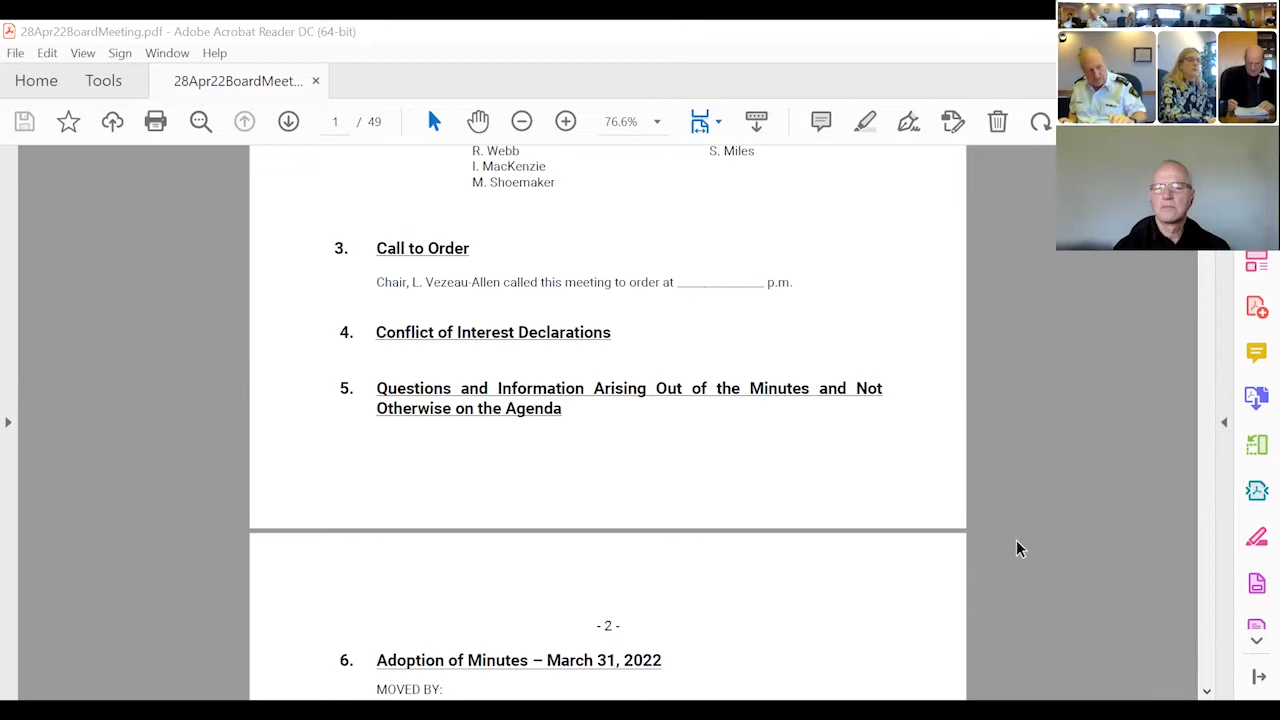 28Apr22BoardMeeting.pdf - Adobe Acrobat Reader DC (64-bit)
File Edit View Sign Window Help
Home Tools 28Apr22BoardMeet... ×
1 / 49 76.6%
R. Webb S. Miles
I. MacKenzie
M. Shoemaker
3. Call to Order
Chair, L. Vezeau-Allen called this meeting to order at ______________ p.m.
4. Conflict of Interest Declarations
5. Questions and Information Arising Out of the Minutes and Not
Otherwise on the Agenda
- 2 -
6. Adoption of Minutes – March 31, 2022
MOVED BY: